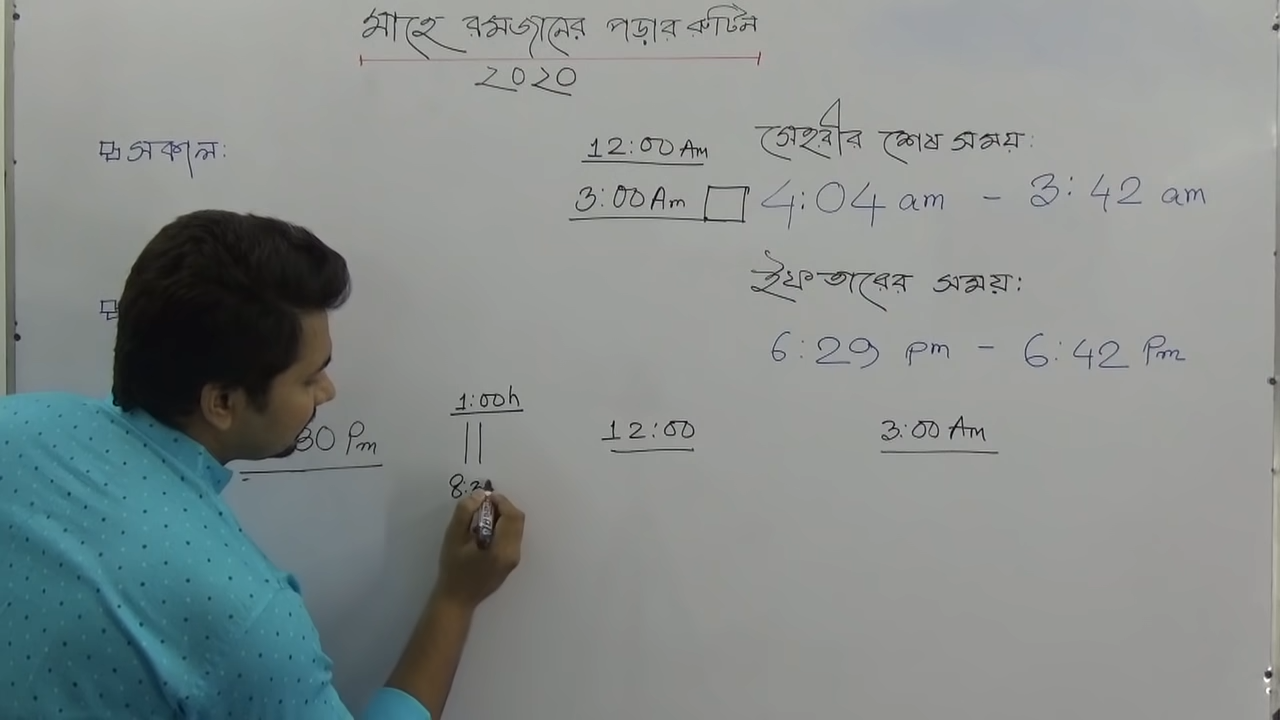 মাহে রমজানের পড়ার রুটিন
২০২০
সকাল:
12:00 Am
3:00 Am
সেহরীর শেষ সময়:
4:04 am - 3:42 am
ইফতারের সময়:
6:29 pm - 6:42 Pm
30 Pm
1:00h
8:
12:00
3:00 Am